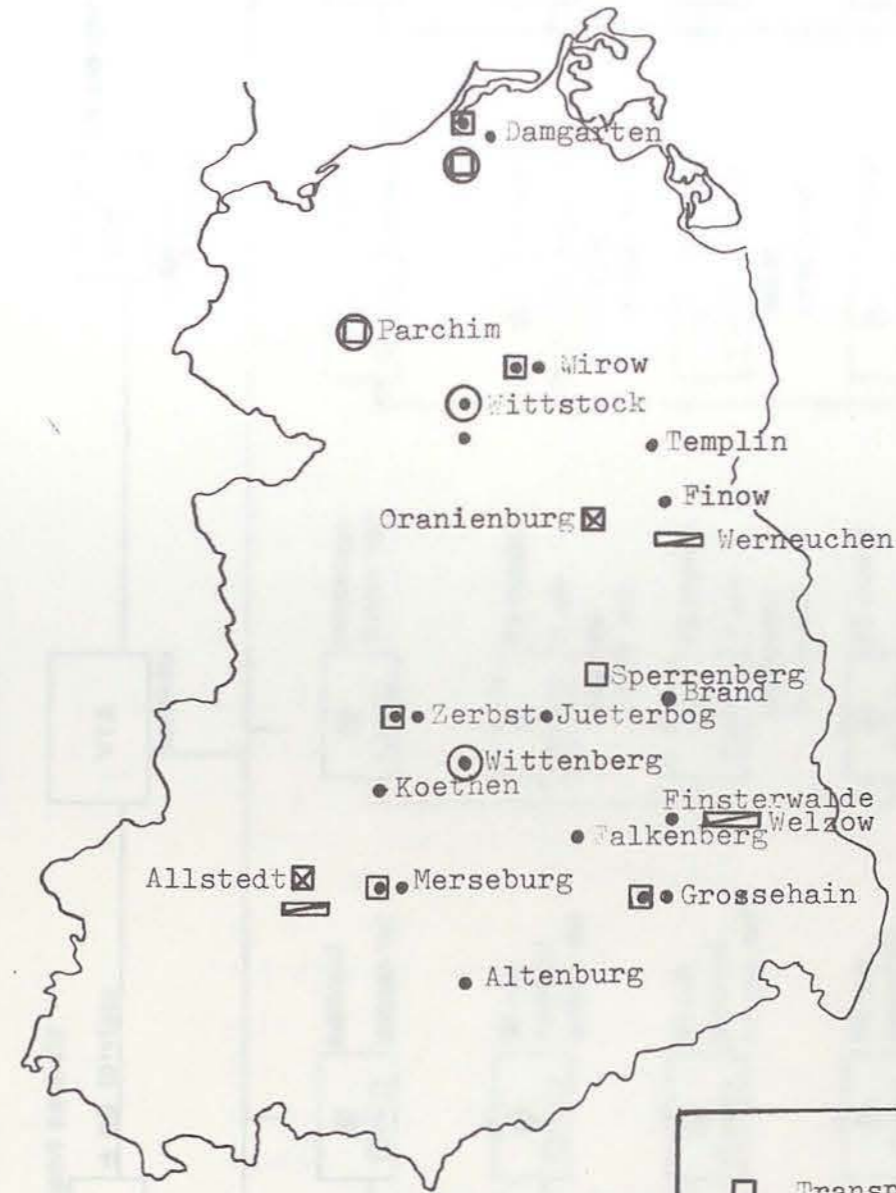 Damgarten
Parchim
Mirow
Wittstock
Templin
Finow
Oranienburg
Werneuchen
Sperrenberg
Brand
Zerbst Jueterbog
Wittenberg
Koethen
Finsterwalde
Welzow
Falkenberg
Allstedt
Merseburg
Grossehain
Altenburg